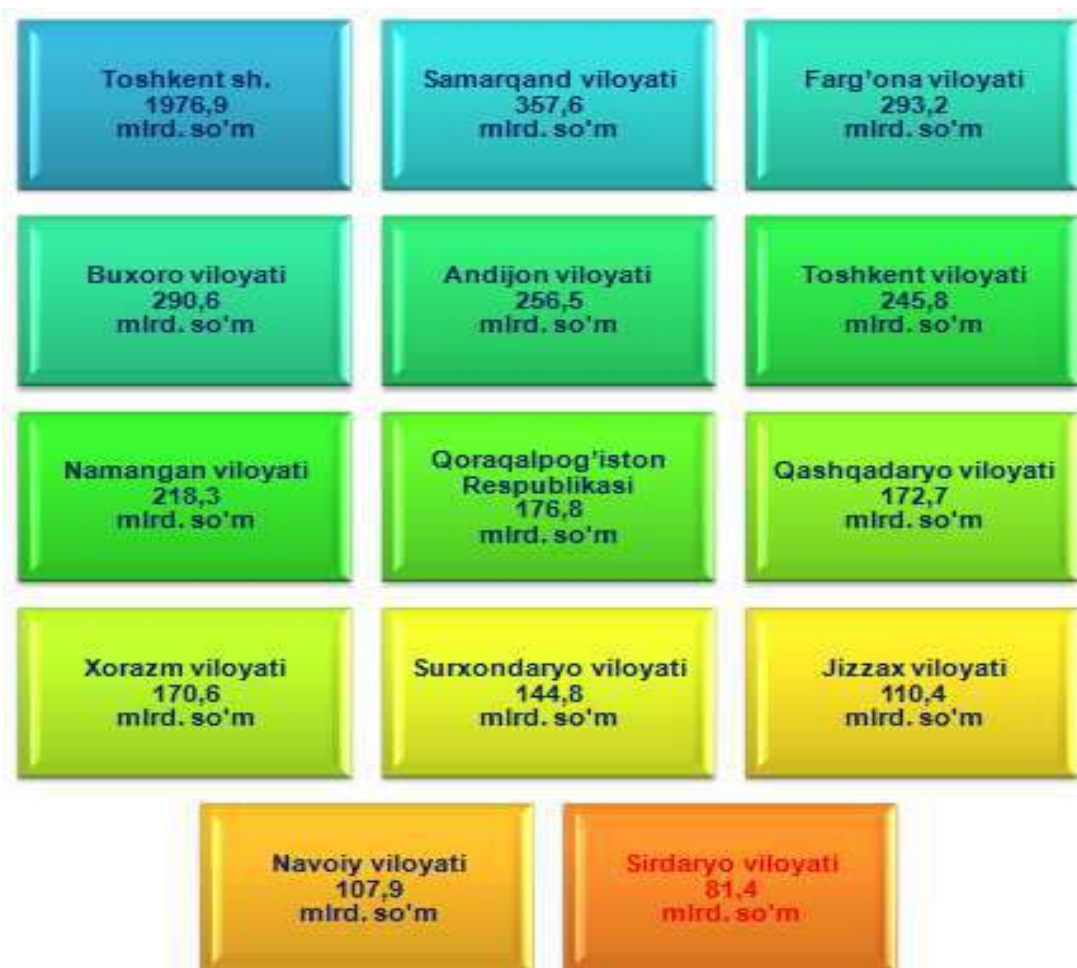 Toshkent sh.
1976,9
mlrd. so'm
Samarqand viloyati
357,6
mlrd. so'm
Farg'ona viloyati
293,2
mlrd. so'm
Buxoro viloyati
290,6
mlrd. so'm
Andijon viloyati
256,5
mlrd. so'm
Toshkent viloyati
245,8
mlrd. so'm
Namangan viloyati
218,3
mlrd. so'm
Qoraqalpog'iston
Respublikasi
176,8
mlrd. so'm
Qashqadaryo viloyati
172,7
mlrd. so'm
Xorazm viloyati
170,6
mlrd. so'm
Surxondaryo viloyati
144,8
mlrd. so'm
Jizzax viloyati
110,4
mlrd. so'm
Navoiy viloyati
107,9
mlrd. so'm
Sirdaryo viloyati
81,4
mlrd. so'm